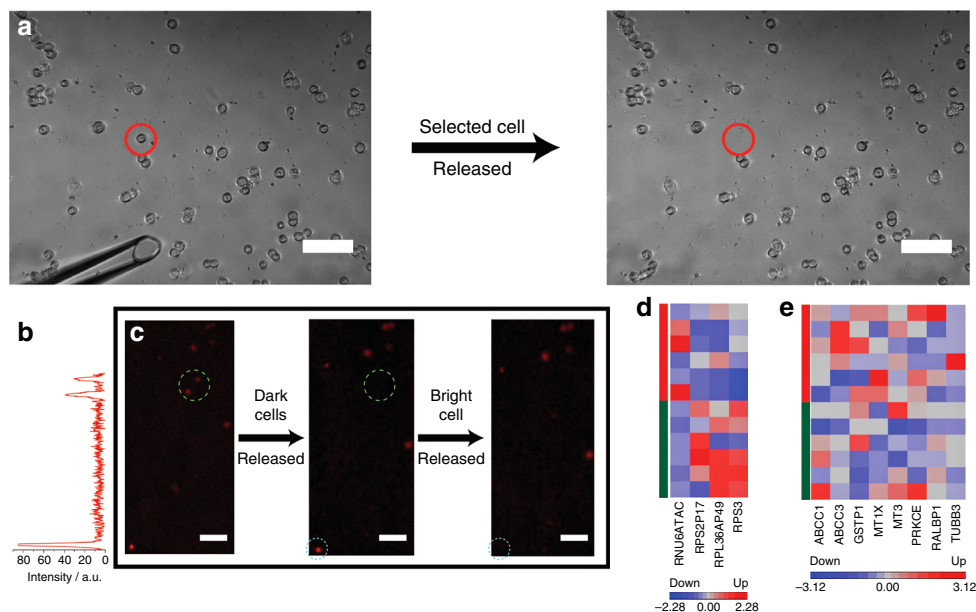 a
Selected cell
Released
b
80 60 40 20 0
Intensity / a.u.
c
Dark
cells
Released
Bright
cell
Released
d
RNU6ATAC
RPS2P17
RPL36AP49
RPS3
Down Up
−2.28 0.00 2.28
e
ABCC1
ABCC3
GSTP1
MT1X
MT3
PRKCE
RALBP1
TUBB3
Down Up
−3.12 0.00 3.12